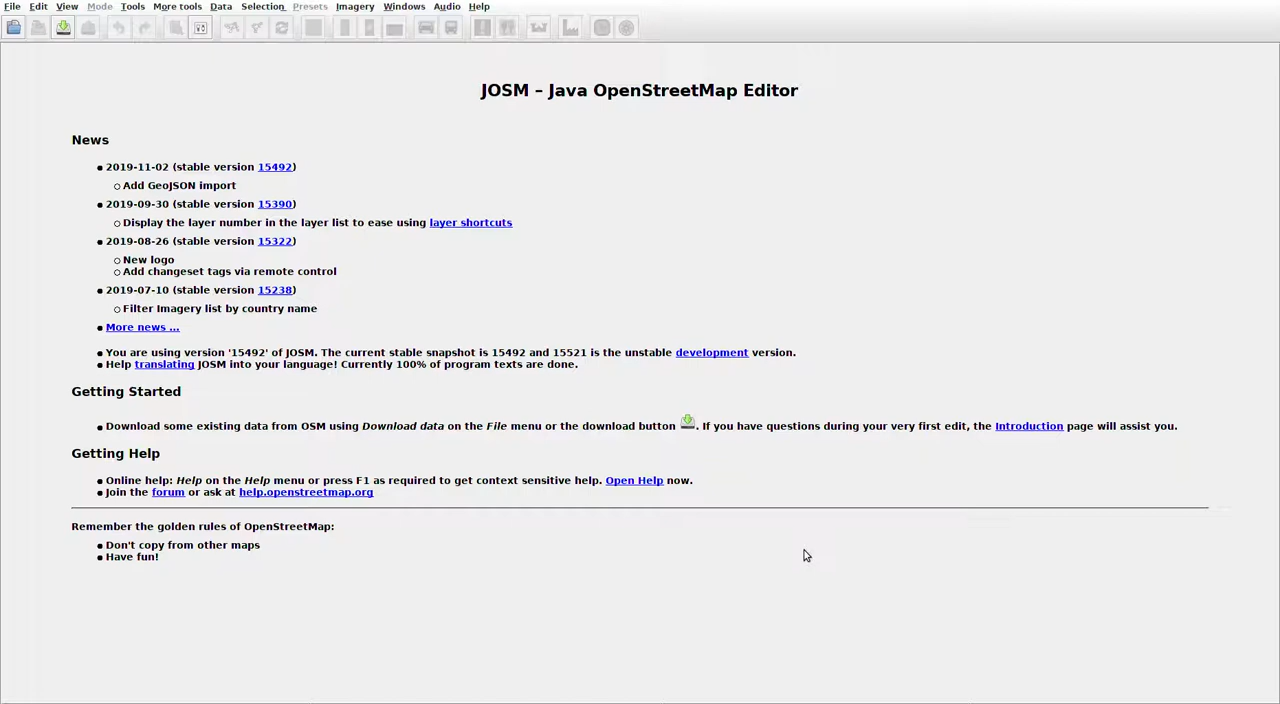 File Edit View Mode Tools More tools Data Selection Presets Imagery Windows Audio Help
JOSM – Java OpenStreetMap Editor
News
2019-11-02 (stable version 15492)
Add GeoJSON import
2019-09-30 (stable version 15390)
Display the layer number in the layer list to ease using layer shortcuts
2019-08-26 (stable version 15322)
New logo
Add changeset tags via remote control
2019-07-10 (stable version 15238)
Filter Imagery list by country name
More news ...
You are using version '15492' of JOSM. The current stable snapshot is 15492 and 15521 is the unstable development version.
Help translating JOSM into your language! Currently 100% of program texts are done.
Getting Started
Download some existing data from OSM using Download data on the File menu or the download button . If you have questions during your very first edit, the Introduction page will assist you.
Getting Help
Online help: Help on the Help menu or press F1 as required to get context sensitive help. Open Help now.
Join the forum or ask at help.openstreetmap.org
Remember the golden rules of OpenStreetMap:
Don't copy from other maps
Have fun!